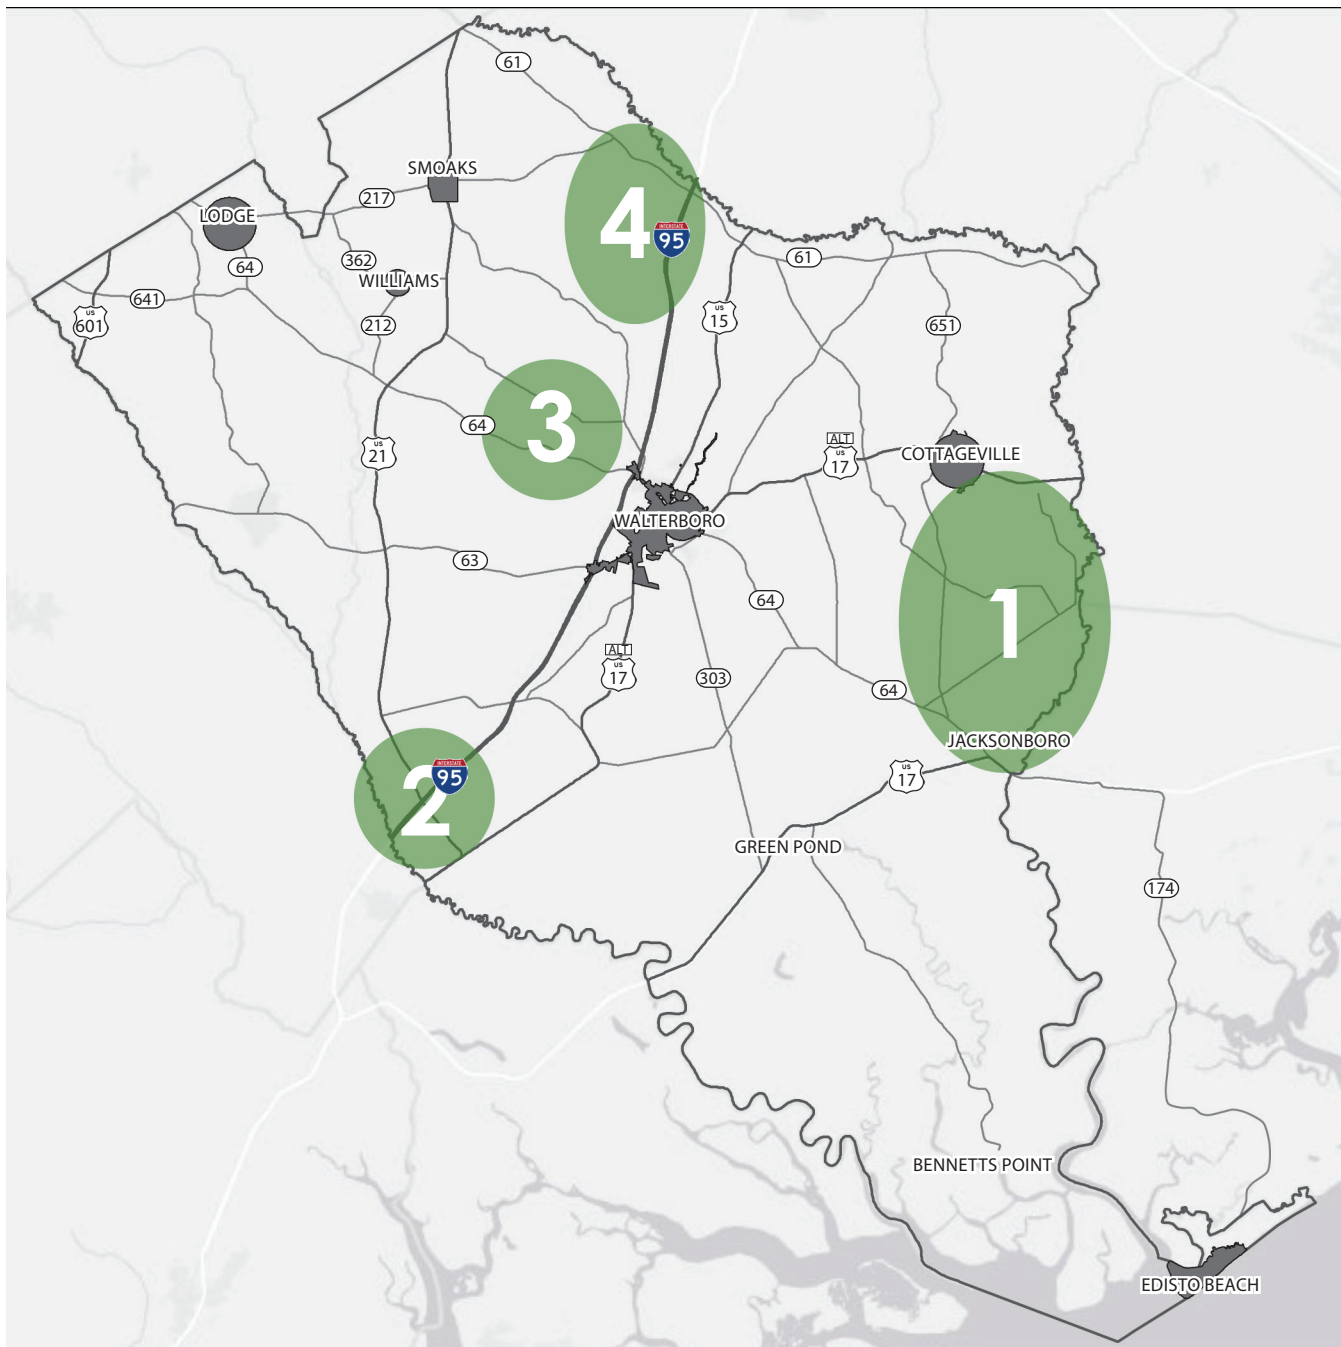 61
SMOAKS
217
4
INTERSTATE
95
LODGE
64
362
WILLIAMS
61
641
US
601
212
US
15
651
3
64
US
21
ALT
US
17
COTTAGEVILLE
WALTERBORO
63
64
1
ALT
US
17
303
64
JACKSONBORO
2
INTERSTATE
95
US
17
GREEN POND
174
BENNETTS POINT
EDISTO BEACH